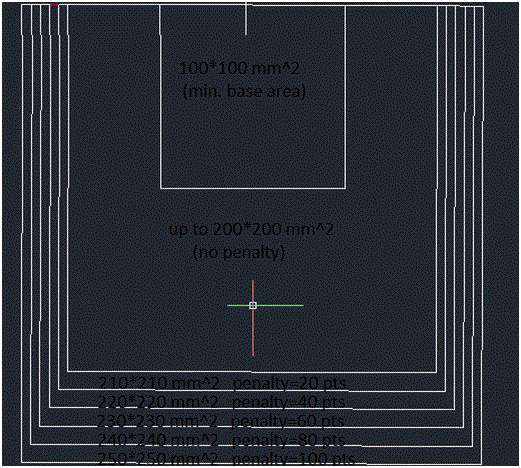 100*100 mm^2
(min. base area)
up to 200*200 mm^2
(no penalty)
210*210 mm^2 penalty=20 pts
220*220 mm^2 penalty=40 pts
230*230 mm^2 penalty=60 pts
240*240 mm^2 penalty=80 pts
250*250 mm^2 penalty=100 pts